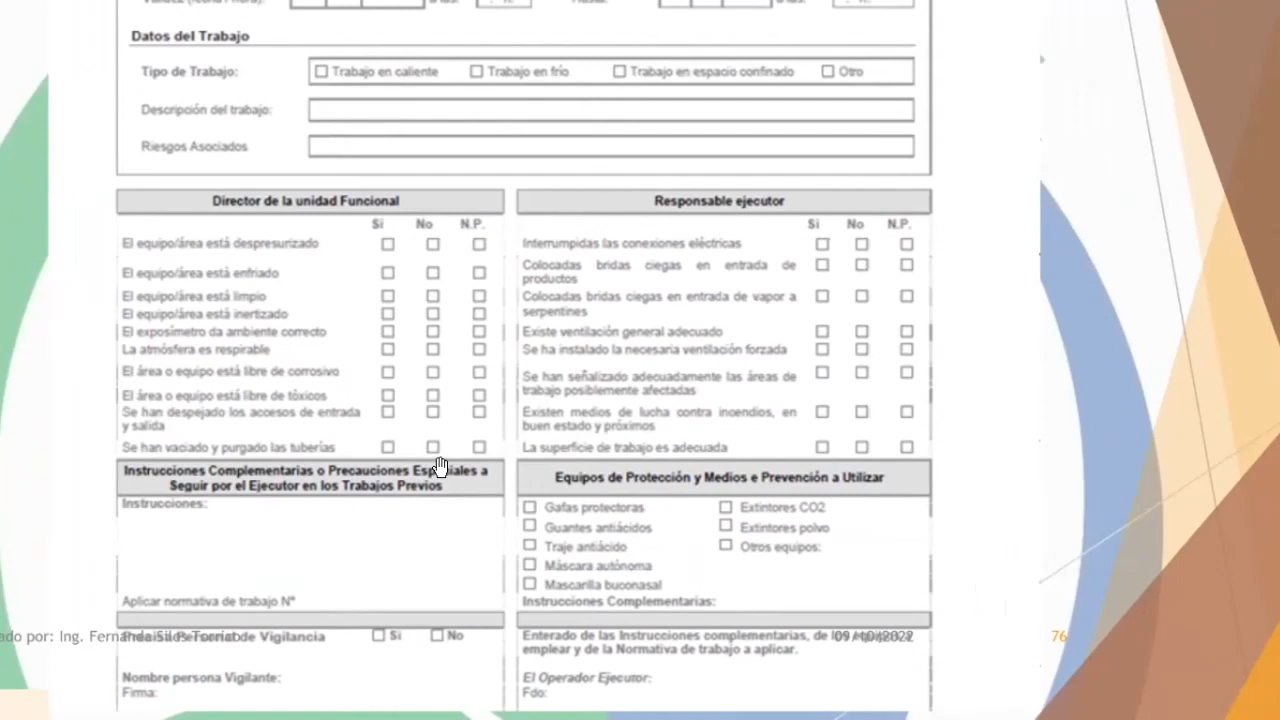 Datos del Trabajo
Tipo de Trabajo: Trabajo en caliente Trabajo en frío Trabajo en espacio confinado Otro
Descripción del trabajo:
Riesgos Asociados
Director de la unidad Funcional
Si No N.P.
El equipo/área está despresurizado
El equipo/área está enfriado
El equipo/área está limpio
El equipo/área está inertizado
El exposímetro da ambiente correcto
La atmósfera es respirable
El área o equipo está libre de corrosivo
El área o equipo está libre de tóxicos
Se han despejado los accesos de entrada
y salida
Se han vaciado y purgado las tuberías
Responsable ejecutor
Si No N.P.
Interrumpidas las conexiones eléctricas
Colocadas bridas ciegas en entrada de
productos
Colocadas bridas ciegas en entrada de vapor a
serpentines
Existe ventilación general adecuado
Se ha instalado la necesaria ventilación forzada
Se han señalizado adecuadamente las áreas de
trabajo posiblemente afectadas
Existen medios de lucha contra incendios, en
buen estado y próximos
La superficie de trabajo es adecuada
Instrucciones Complementarias o Precauciones Especiales a
Seguir por el Ejecutor en los Trabajos Previos
Instrucciones:
Aplicar normativa de trabajo Nº
Equipos de Protección y Medios e Prevención a Utilizar
Gafas protectoras Extintores CO2
Guantes antiácidos Extintores polvo
Traje antiácido Otros equipos:
Máscara autónoma
Mascarilla buconasal
Instrucciones Complementarias:
de Vigilancia Si No
Nombre persona Vigilante:
Firma:
Enterado de las Instrucciones complementarias, de
emplear y de la Normativa de trabajo a aplicar.
El Operador Ejecutor:
Fdo:
ado por: Ing. Fernanda
09/10/2022
76